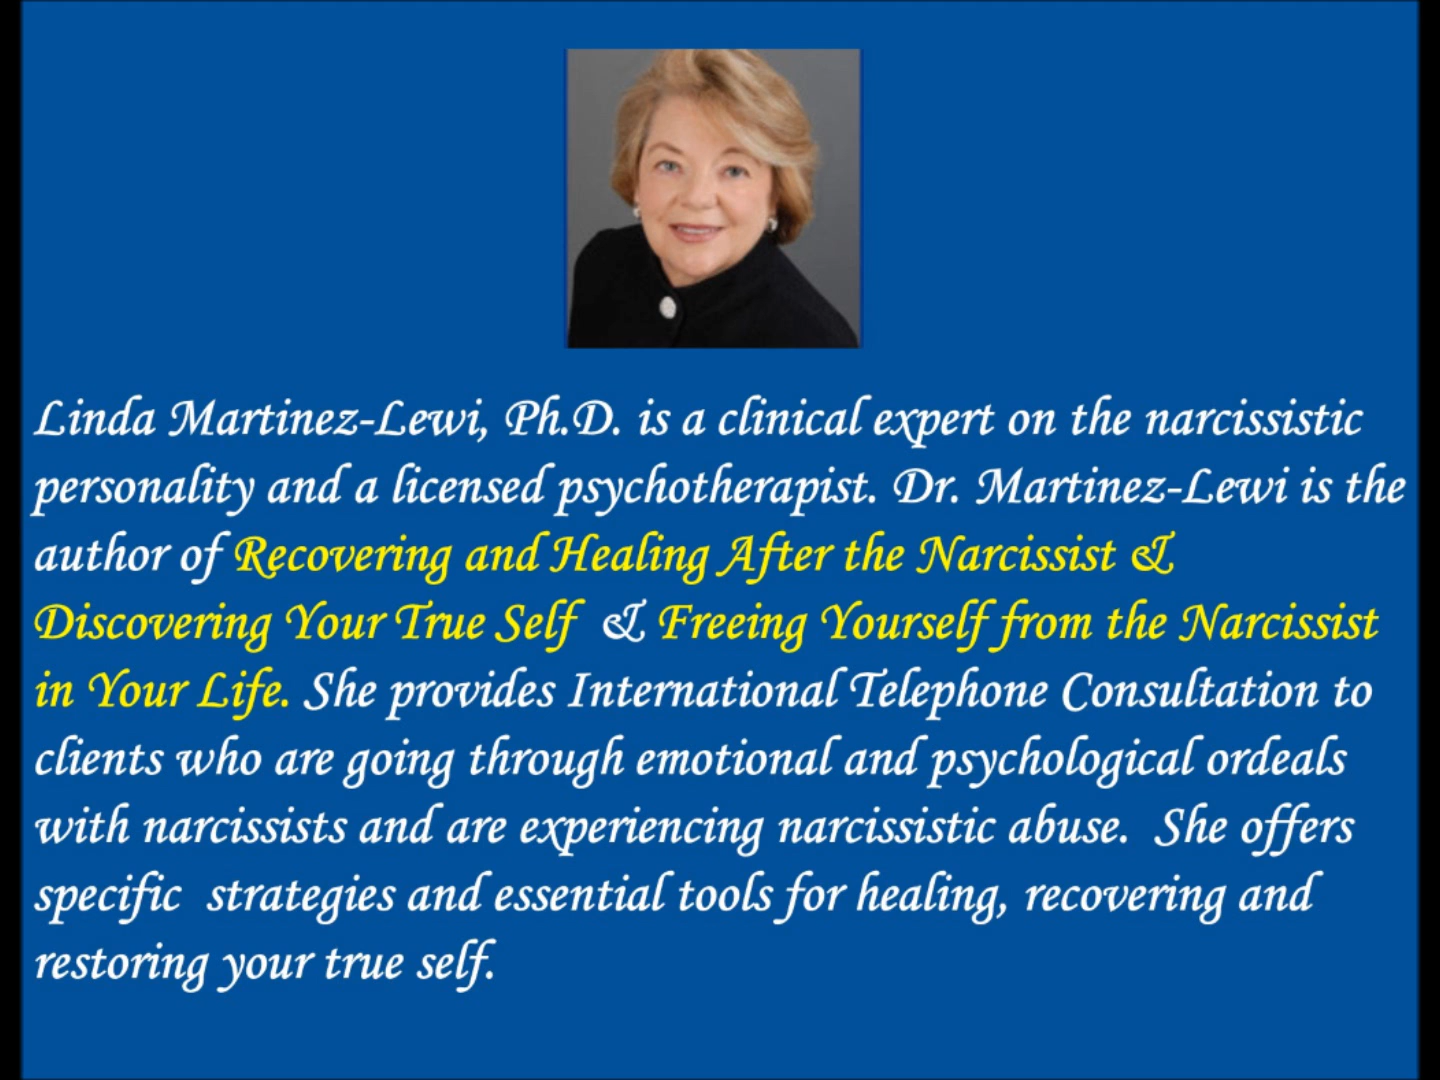 Linda Martinez-Lewi, Ph.D. is a clinical expert on the narcissistic
personality and a licensed psychotherapist. Dr. Martinez-Lewi is the
author of Recovering and Healing After the Narcissist &
Discovering Your True Self & Freeing Yourself from the Narcissist
in Your Life. She provides International Telephone Consultation to
clients who are going through emotional and psychological ordeals
with narcissists and are experiencing narcissistic abuse. She offers
specific strategies and essential tools for healing, recovering and
restoring your true self.